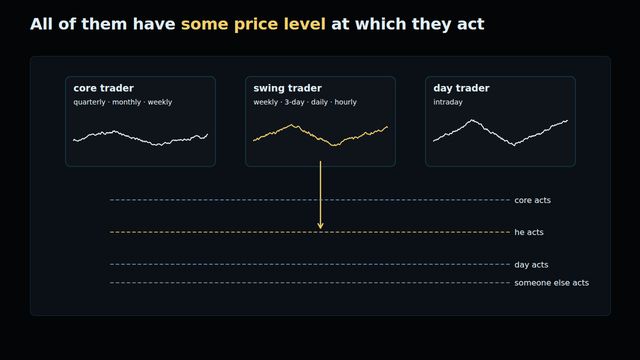 All of them have some price level at which they act
core trader
quarterly · monthly · weekly
swing trader
weekly · 3-day · daily · hourly
day trader
intraday
core acts
he acts
day acts
someone else acts